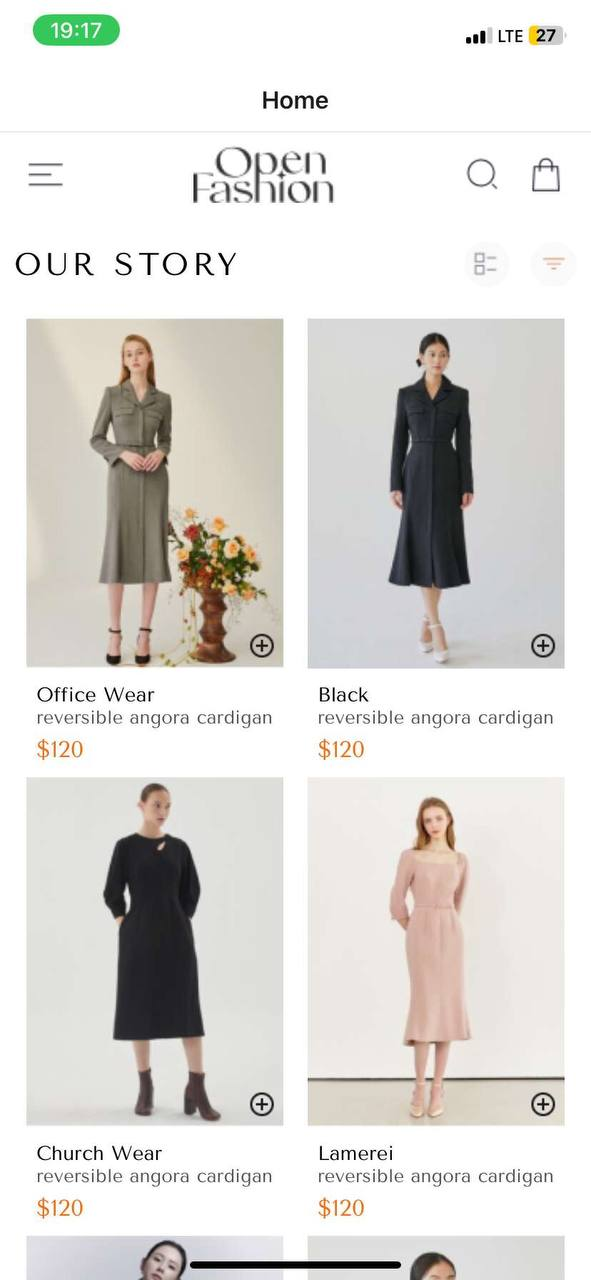 19:17
LTE 27
Home
Open
Fashion
OUR STORY
Office Wear
reversible angora cardigan
$120
Black
reversible angora cardigan
$120
Church Wear
reversible angora cardigan
$120
Lamerei
reversible angora cardigan
$120